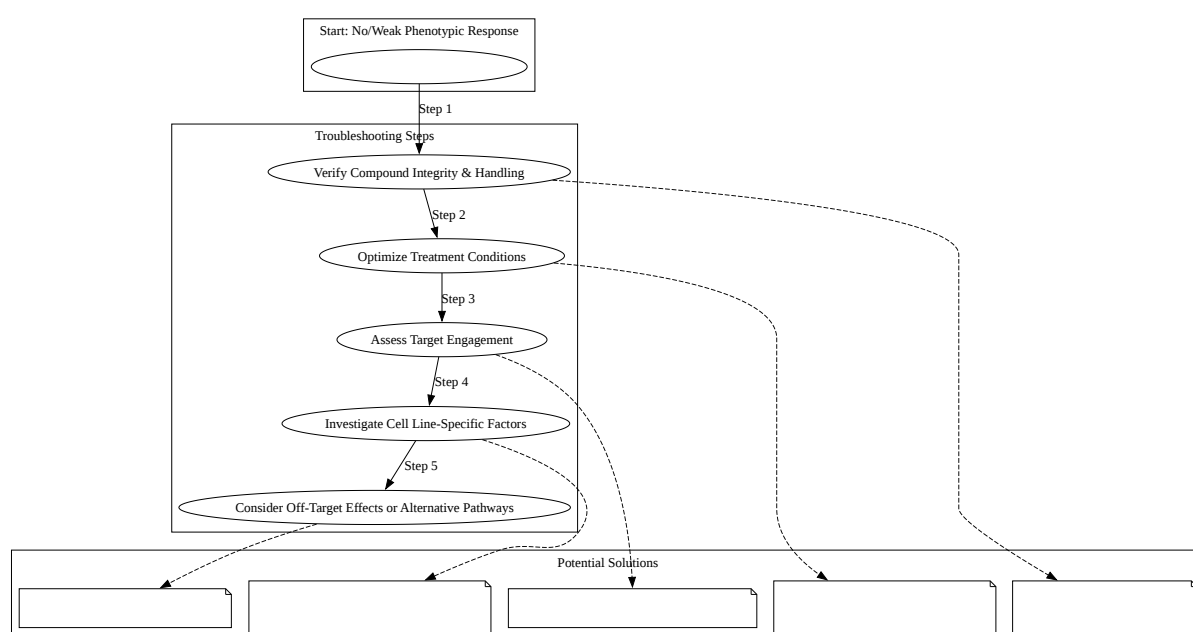 Start: No/Weak Phenotypic Response
Step 1
Troubleshooting Steps
Verify Compound Integrity & Handling
Step 2
Optimize Treatment Conditions
Step 3
Assess Target Engagement
Step 4
Investigate Cell Line-Specific Factors
Step 5
Consider Off-Target Effects or Alternative Pathways
Potential Solutions